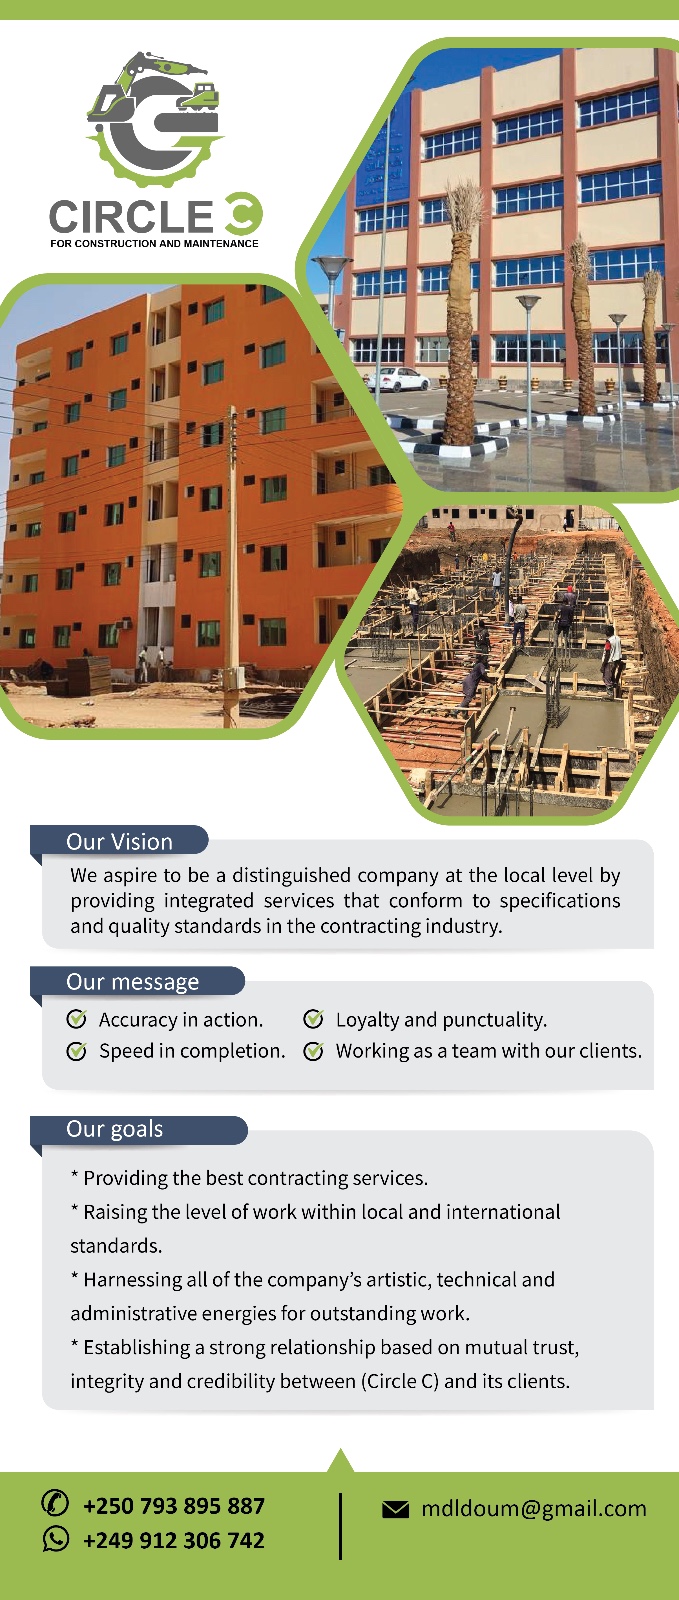 CIRCLE C
FOR CONSTRUCTION AND MAINTENANCE
Our Vision
We aspire to be a distinguished company at the local level by
providing integrated services that conform to specifications
and quality standards in the contracting industry.
Our message
Accuracy in action.
Loyalty and punctuality.
Speed in completion.
Working as a team with our clients.
Our goals
* Providing the best contracting services.
* Raising the level of work within local and international
standards.
* Harnessing all of the company’s artistic, technical and
administrative energies for outstanding work.
* Establishing a strong relationship based on mutual trust,
integrity and credibility between (Circle C) and its clients.
+250 793 895 887
+249 912 306 742
mdldoum@gmail.com